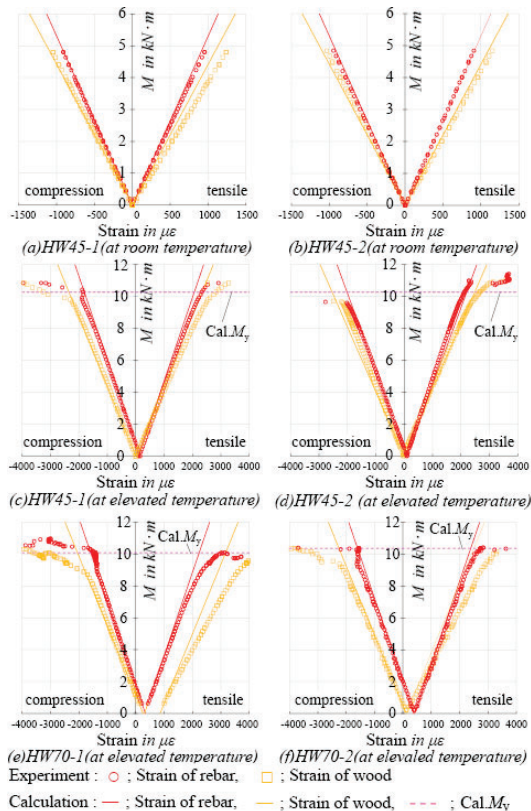 6
5
4
3
2
1
0
M in kN·m
compression
tensile
-1500 -1000 -500 0 500 1000 1500
Strain in με
(a)HW45-1(at room temperature)
6
5
4
3
2
1
0
M in kN·m
compression
tensile
-1500 -1000 -500 0 500 1000 1500
Strain in με
(b)HW45-2(at room temperature)
12
10
8
6
4
2
0
M in kN·m
Cal.My
compression
tensile
-4000 -3000 -2000 -1000 0 1000 2000 3000 4000
Strain in με
(c)HW45-1(at elevated temperature)
12
10
8
6
4
2
0
M in kN·m
Cal.My
compression
tensile
-4000 -3000 -2000 -1000 0 1000 2000 3000 4000
Strain in με
(d)HW45-2 (at elevated temperature)
12
10
8
6
4
2
0
M in kN·m
Cal.My
compression
tensile
-4000 -3000 -2000 -1000 0 1000 2000 3000 4000
Strain in με
(e)HW70-1(at elevated temperature)
12
10
8
6
4
2
0
M in kN·m
Cal.My
compression
tensile
-4000 -3000 -2000 -1000 0 1000 2000 3000 4000
Strain in με
(f)HW70-2(at elevaled temperature)
Experiment : ; Strain of rebar, ; Strain of wood
Calculation : ; Strain of rebar, ; Strain of wood, ; Cal.My